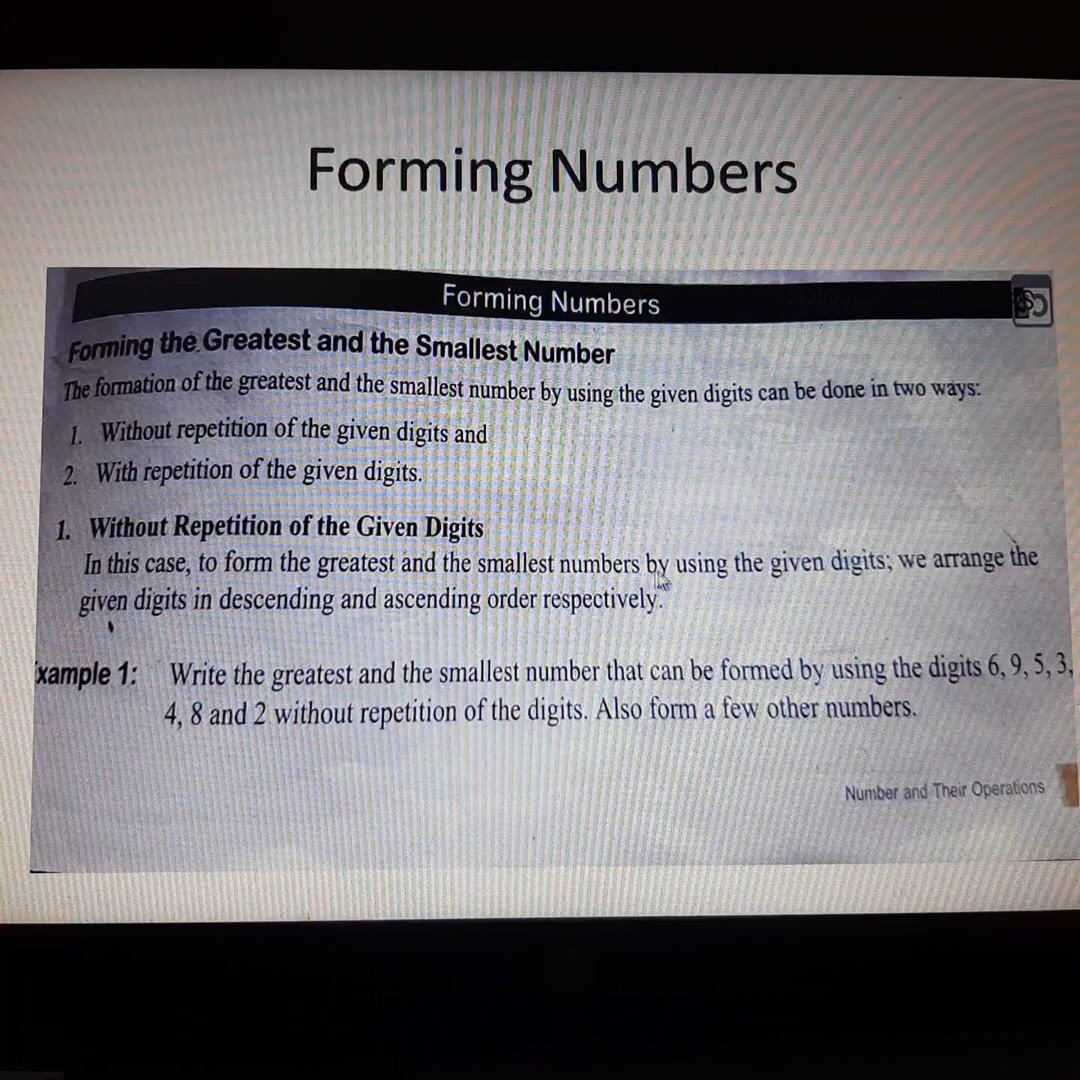 Forming Numbers
Forming Numbers
Forming the Greatest and the Smallest Number
The formation of the greatest and the smallest number by using the given digits can be done in two ways:
1. Without repetition of the given digits and
2. With repetition of the given digits.
1. Without Repetition of the Given Digits
In this case, to form the greatest and the smallest numbers by using the given digits; we arrange the
given digits in descending and ascending order respectively.
xample 1: Write the greatest and the smallest number that can be formed by using the digits 6, 9, 5, 3,
4, 8 and 2 without repetition of the digits. Also form a few other numbers.
Number and Their Operations